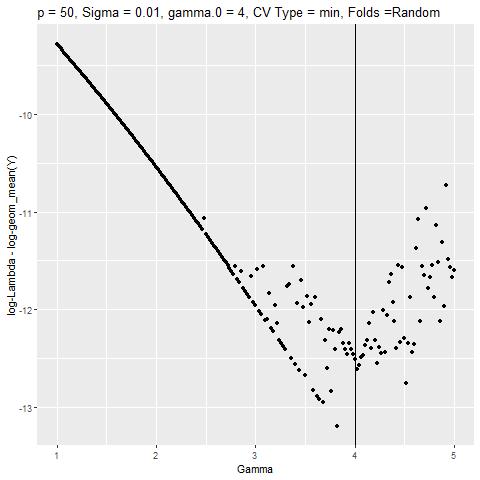 p = 50, Sigma = 0.01, gamma.0 = 4, CV Type = min, Folds =Random
log-Lambda - log-geom_mean(Y)
-10
-11
-12
-13
1 2 3 4 5
Gamma